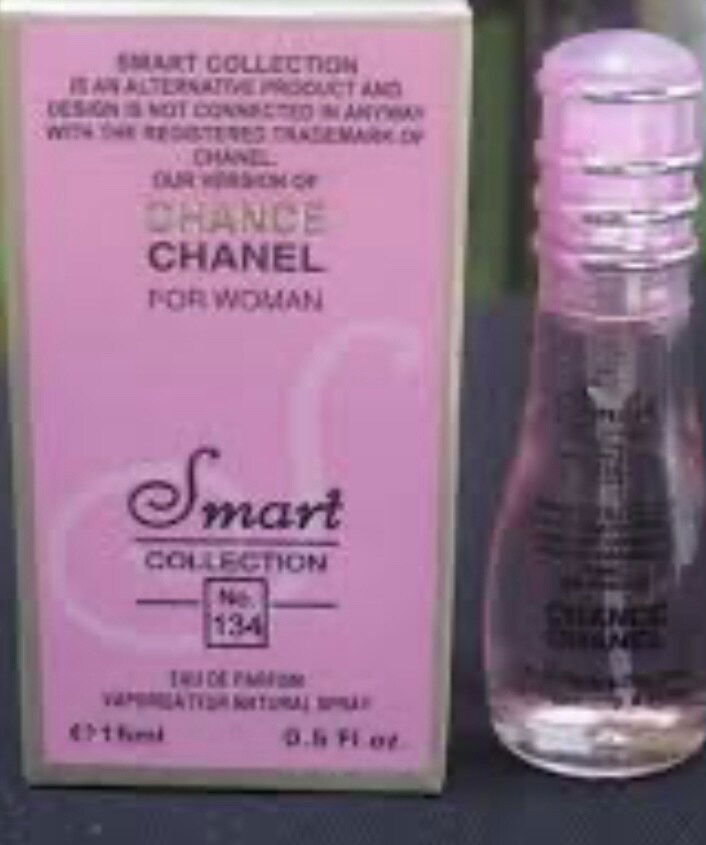 SMART COLLECTION
IS AN ALTERNATIVE PRODUCT AND
DESIGN IS NOT CONNECTED IN ANYWAY
WITH THE REGISTERED TRADEMARK OF
CHANEL.
OUR VERSION OF
CHANCE
CHANEL
FOR WOMAN
Smart
COLLECTION
No.
134
EAU DE PARFUM
VAPORISATEUR NATURAL SPRAY
℮ 15ml 0.5 Fl oz.
CHANCE
CHANEL